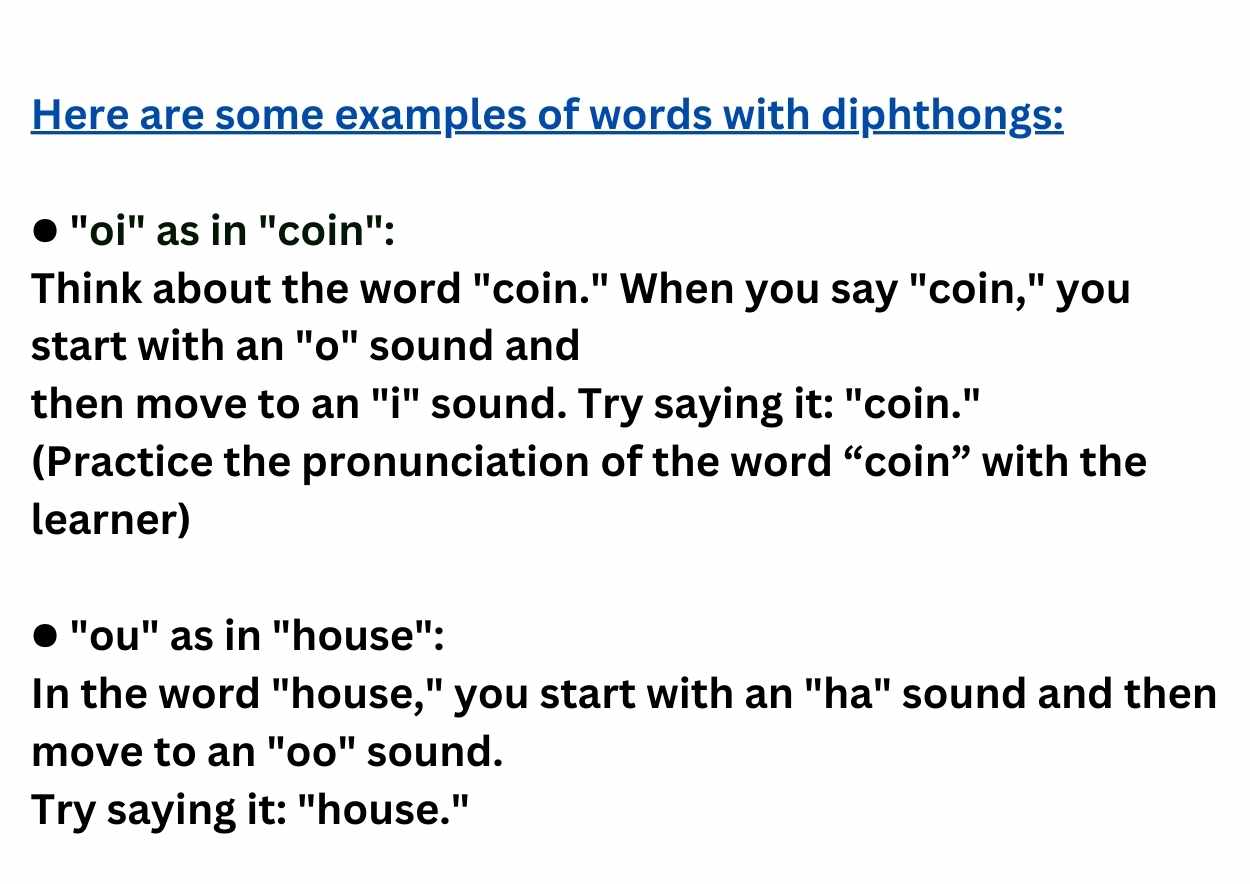 Here are some examples of words with diphthongs:
● "oi" as in "coin":
Think about the word "coin." When you say "coin," you
start with an "o" sound and
then move to an "i" sound. Try saying it: "coin."
(Practice the pronunciation of the word “coin” with the
learner)
● "ou" as in "house":
In the word "house," you start with an "ha" sound and then
move to an "oo" sound.
Try saying it: "house."